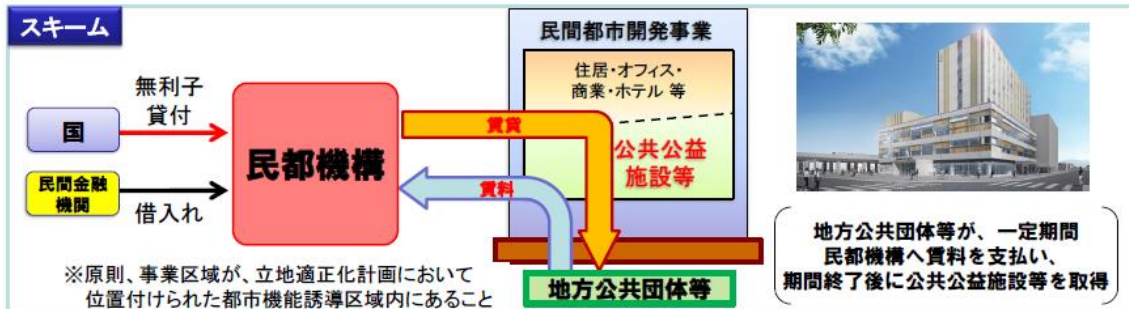 スキーム
国
無利子
貸付
民間金融
機関
借入れ
民都機構
賃貸
賃料
民間都市開発事業
住居・オフィス・
商業・ホテル 等
公共公益
施設等
地方公共団体等
※原則、事業区域が、立地適正化計画において
位置付けられた都市機能誘導区域内にあること
地方公共団体等が、一定期間
民都機構へ賃料を支払い、
期間終了後に公共公益施設等を取得